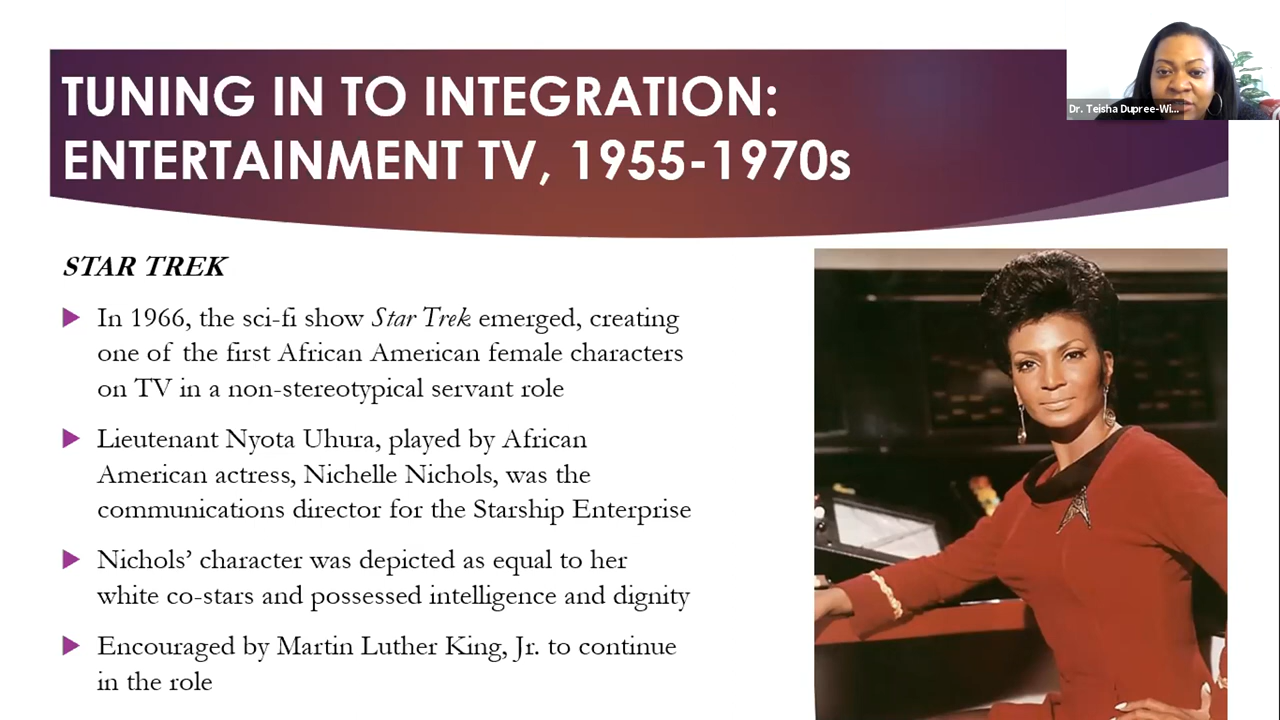 TUNING IN TO INTEGRATION:
ENTERTAINMENT TV, 1955-1970s
Dr. Teisha Dupree-Wi...
STAR TREK
In 1966, the sci-fi show Star Trek emerged, creating
one of the first African American female characters
on TV in a non-stereotypical servant role
Lieutenant Nyota Uhura, played by African
American actress, Nichelle Nichols, was the
communications director for the Starship Enterprise
Nichols’ character was depicted as equal to her
white co-stars and possessed intelligence and dignity
Encouraged by Martin Luther King, Jr. to continue
in the role